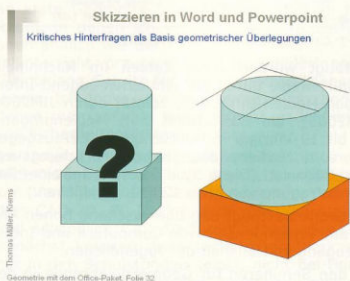 Skizzieren in Word und Powerpoint
Kritisches Hinterfragen als Basis geometrischer Überlegungen
?
Thomas Müller, Krems
Geometrie mit dem Office-Paket, Folie 32